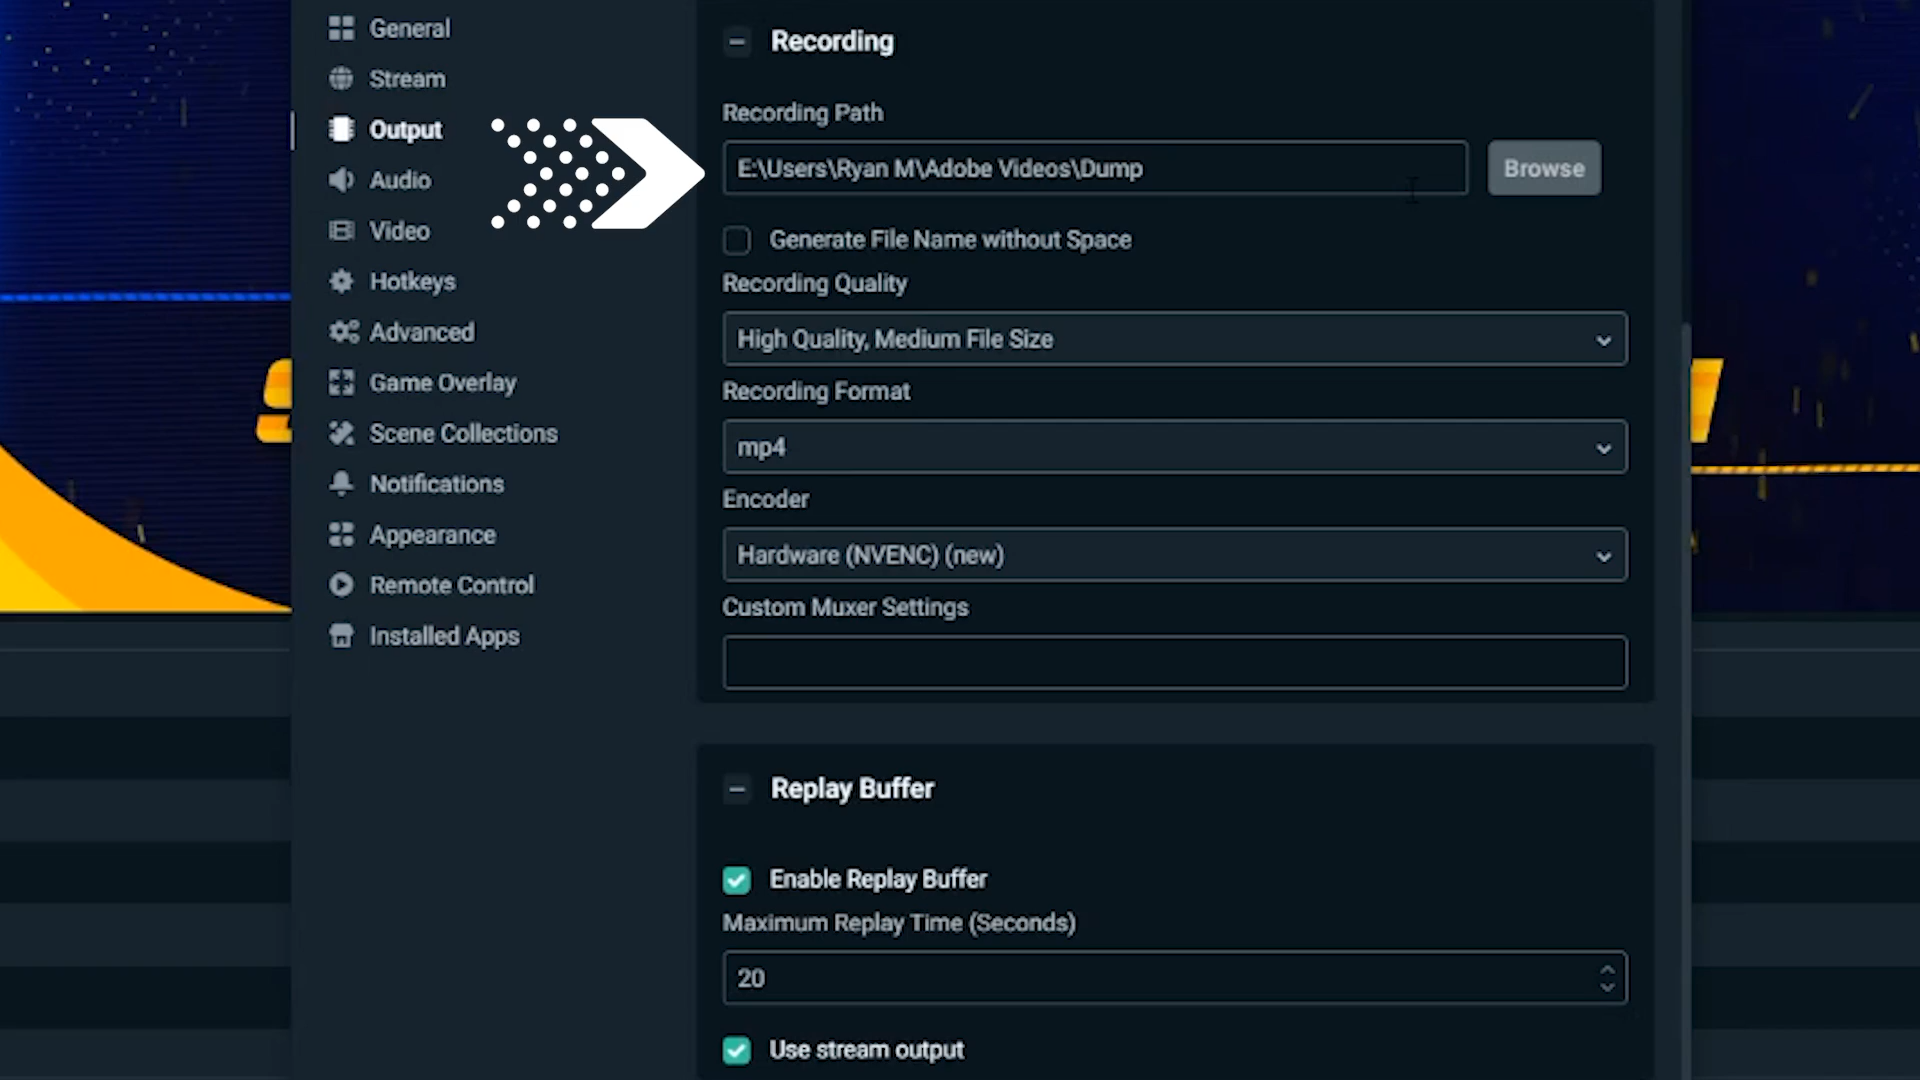 General
Stream
Output
Audio
Video
Hotkeys
Advanced
Game Overlay
Scene Collections
Notifications
Appearance
Remote Control
Installed Apps
Recording
Recording Path
E:\Users\Ryan M\Adobe Videos\Dump
Browse
Generate File Name without Space
Recording Quality
High Quality, Medium File Size
Recording Format
mp4
Encoder
Hardware (NVENC) (new)
Custom Muxer Settings
Replay Buffer
Enable Replay Buffer
Maximum Replay Time (Seconds)
20
Use stream output